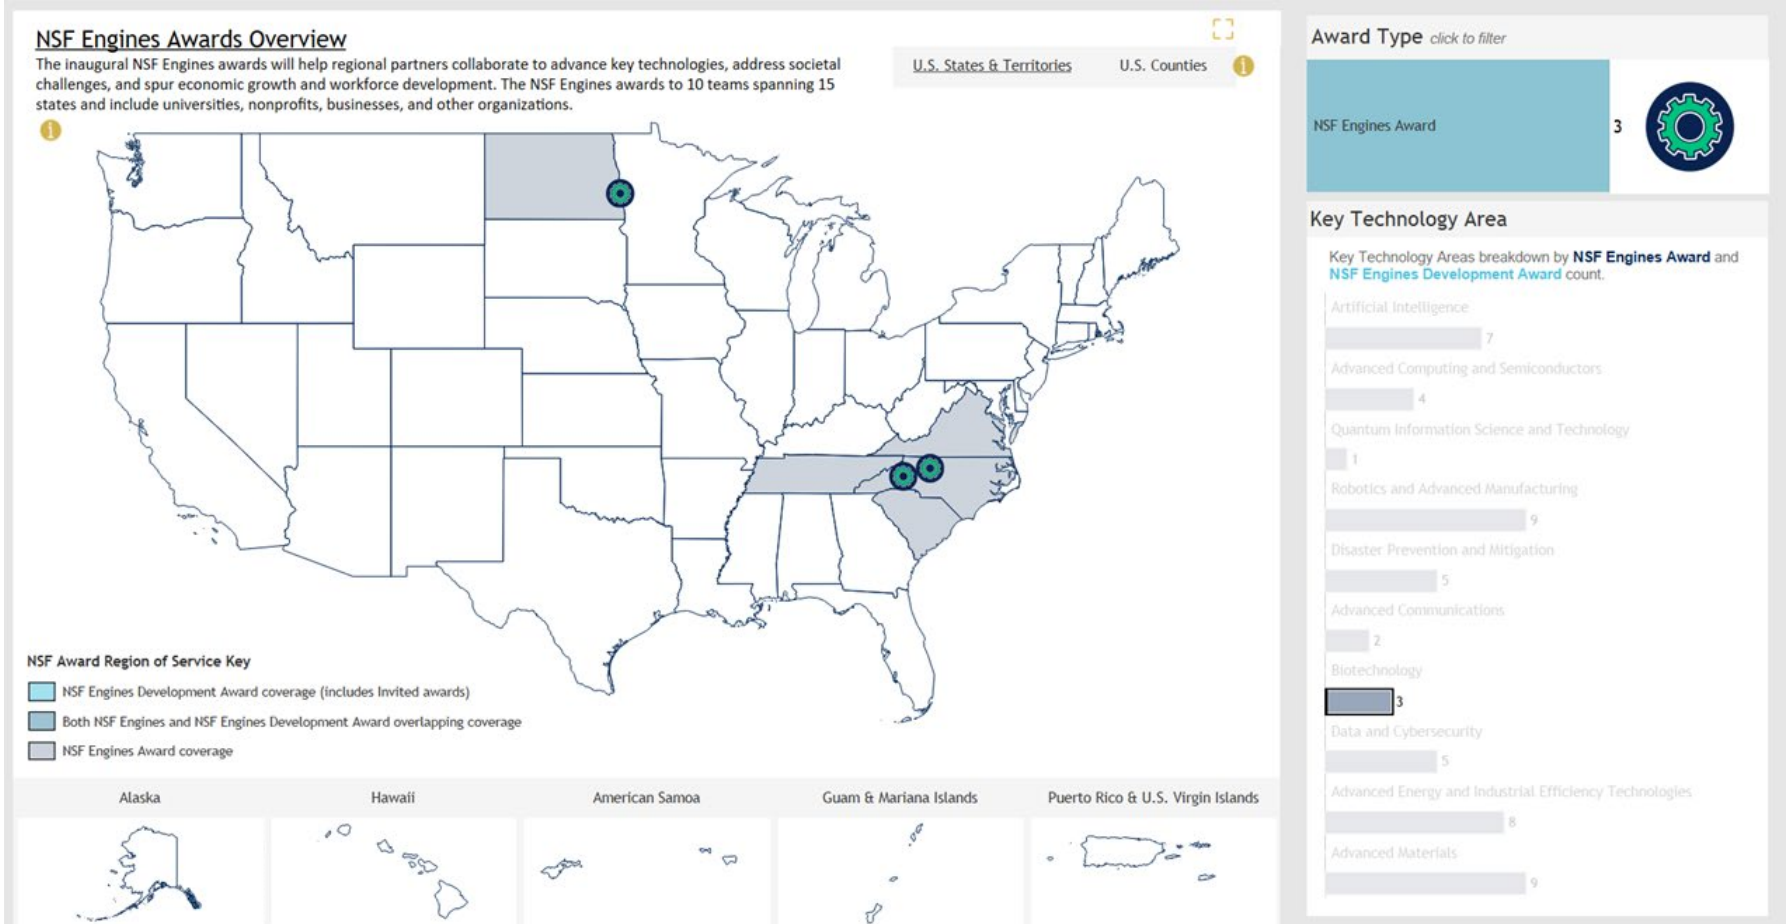 NSF Engines Awards Overview
The inaugural NSF Engines awards will help regional partners collaborate to advance key technologies, address societal
challenges, and spur economic growth and workforce development. The NSF Engines awards to 10 teams spanning 15
states and include universities, nonprofits, businesses, and other organizations.
i
U.S. States & Territories
U.S. Counties
i
NSF Award Region of Service Key
NSF Engines Development Award coverage (includes Invited awards)
Both NSF Engines and NSF Engines Development Award overlapping coverage
NSF Engines Award coverage
Alaska
Hawaii
American Samoa
Guam & Mariana Islands
Puerto Rico & U.S. Virgin Islands
Award Type click to filter
NSF Engines Award
3
Key Technology Area
Key Technology Areas breakdown by NSF Engines Award and
NSF Engines Development Award count.
Artificial Intelligence
7
Advanced Computing and Semiconductors
4
Quantum Information Science and Technology
1
Robotics and Advanced Manufacturing
9
Disaster Prevention and Mitigation
5
Advanced Communications
2
Biotechnology
3
Data and Cybersecurity
5
Advanced Energy and Industrial Efficiency Technologies
8
Advanced Materials
9